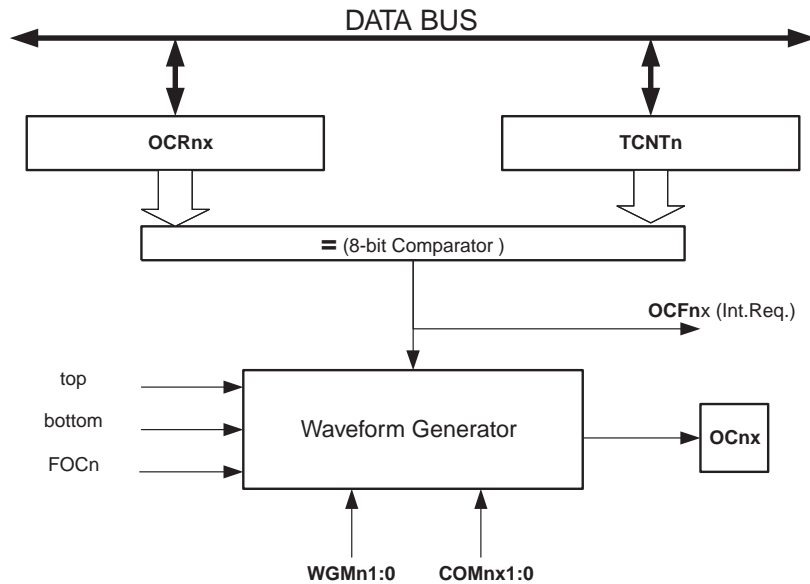 DATA BUS
OCRnx
TCNTn
= (8-bit Comparator )
OCFnx (Int.Req.)
top
bottom
FOCn
Waveform Generator
OCnx
WGMn1:0
COMnx1:0